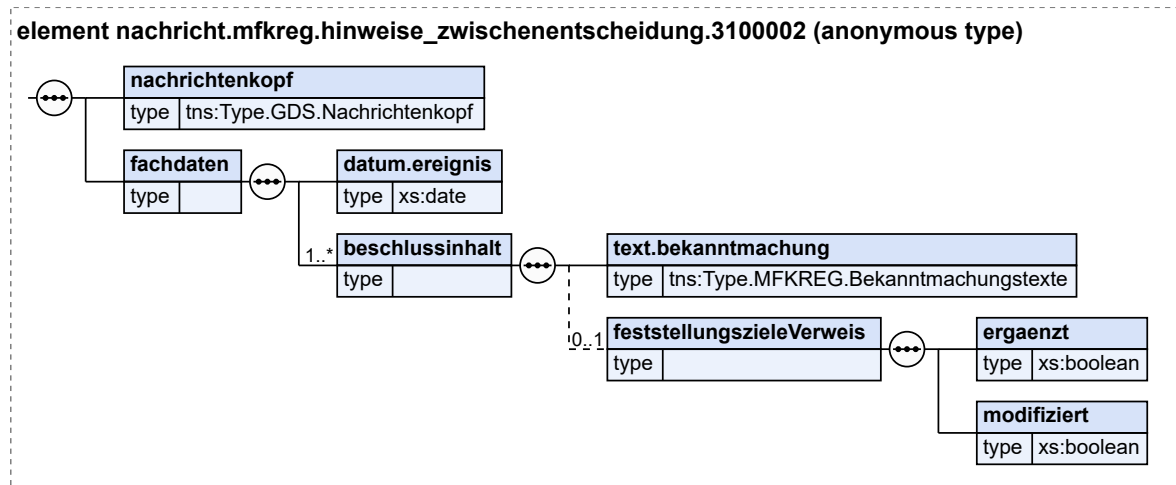 element nachricht.mfkreg.hinweise_zwischenentscheidung.3100002 (anonymous type)
nachrichtenkopf
type tns:Type.GDS.Nachrichtenkopf
fachdaten
type
datum.ereignis
type xs:date
1..*
beschlussinhalt
type
text.bekanntmachung
type tns:Type.MFKREG.Bekanntmachungstexte
0..1
feststellungszieleVerweis
type
ergaenzt
type xs:boolean
modifiziert
type xs:boolean